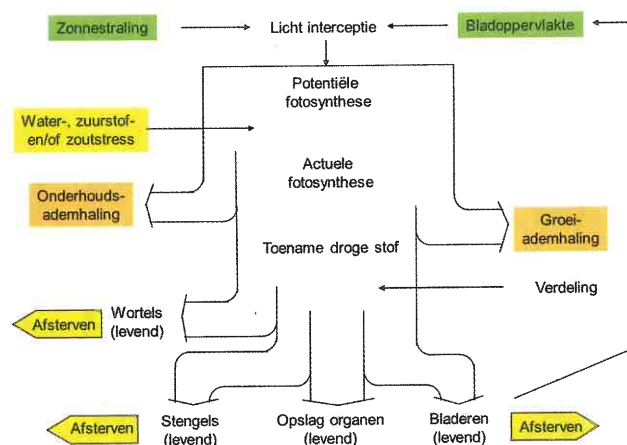 Zonnestraling
Licht interceptie
Bladoppervlakte
Potentiële
fotosynthese
Water-, zuurstof-
en/of zoutstress
Actuele
fotosynthese
Onderhouds-
ademhaling
Groei-
ademhaling
Toename droge stof
Verdeling
Afsterven
Wortels
(levend)
Afsterven
Stengels
(levend)
Opslag organen
(levend)
Bladeren
(levend)
Afsterven